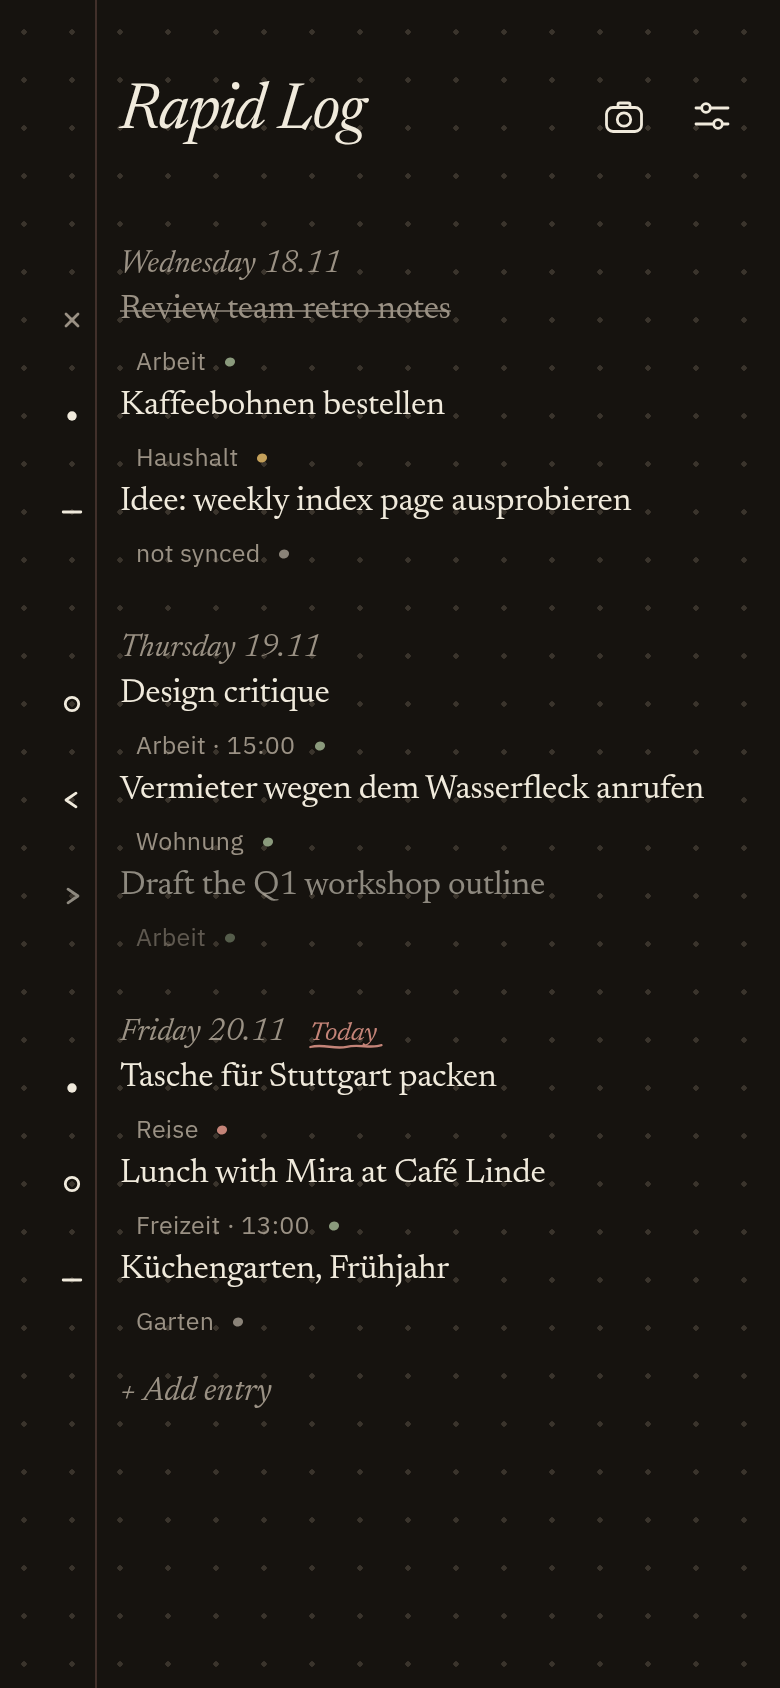 Rapid Log
Wednesday 18.11
Review team retro notes
Arbeit
Kaffeebohnen bestellen
Haushalt
Idee: weekly index page ausprobieren
not synced
Thursday 19.11
Design critique
Arbeit · 15:00
Vermieter wegen dem Wasserfleck anrufen
Wohnung
Draft the Q1 workshop outline
Arbeit
Friday 20.11 Today
Tasche für Stuttgart packen
Reise
Lunch with Mira at Café Linde
Freizeit · 13:00
Küchengarten, Frühjahr
Garten
+ Add entry